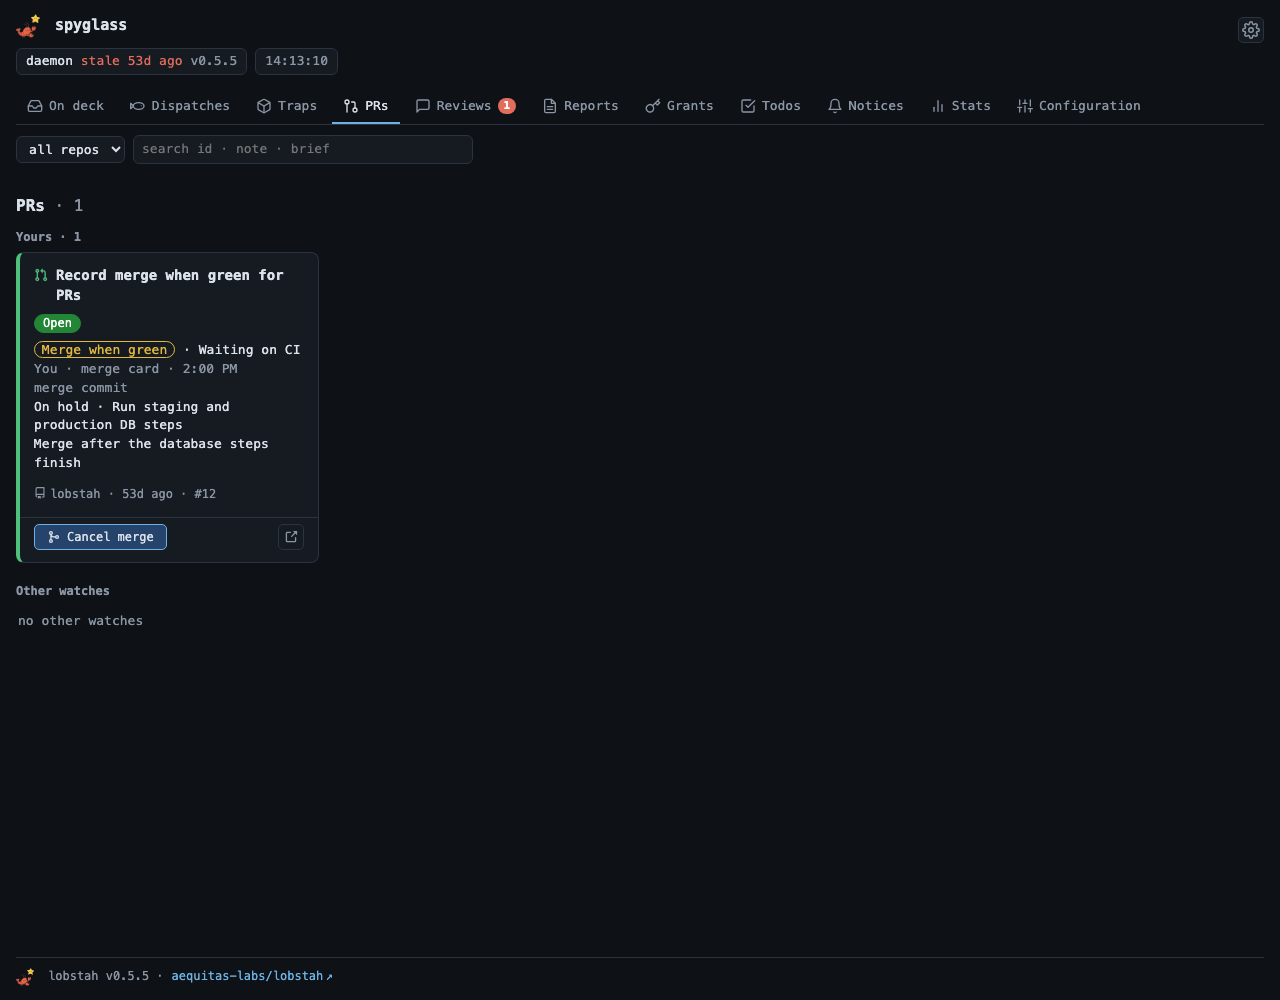 spyglass
daemon stale 53d ago v0.5.5
14:13:10
On deck
Dispatches
Traps
PRs
Reviews 1
Reports
Grants
Todos
Notices
Stats
Configuration
all repos
search id · note · brief
PRs · 1
Yours · 1
Record merge when green for
PRs
Open
Merge when green · Waiting on CI
You · merge card · 2:00 PM
merge commit
On hold · Run staging and
production DB steps
Merge after the database steps
finish
lobstah · 53d ago · #12
Cancel merge
Other watches
no other watches
lobstah v0.5.5 · aequitas-labs/lobstah↗